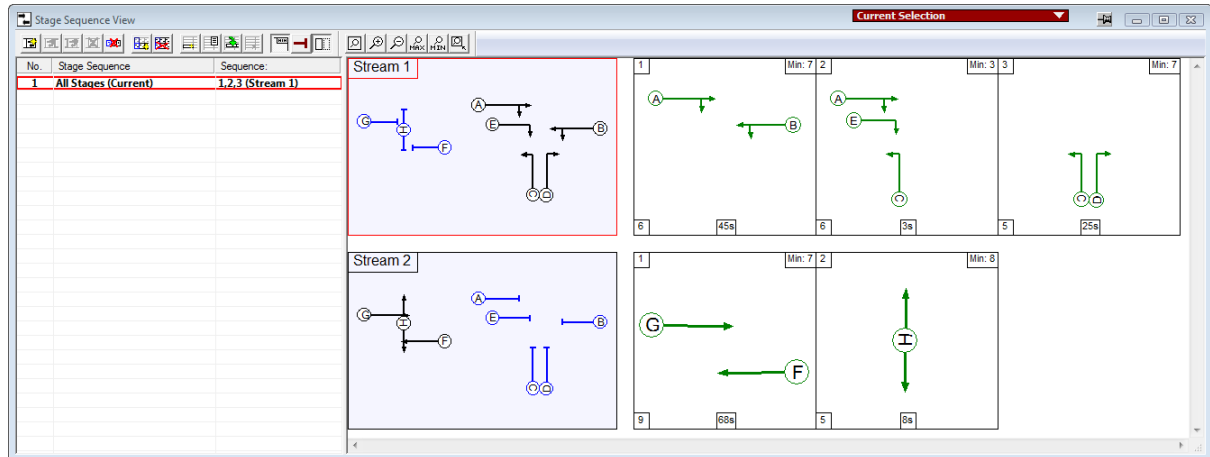 Stage Sequence View
Current Selection
MAX MIN
No. Stage Sequence Sequence:
1 All Stages (Current) 1,2,3 (Stream 1)
Stream 1
G H F A E B C D
1 Min: 7
A B
6 45s
2 Min: 3
A E C
6 3s
3 Min: 7
C D
5 25s
Stream 2
G H F A E B C D
1 Min: 7
G F
9 68s
2 Min: 8
H
5 8s